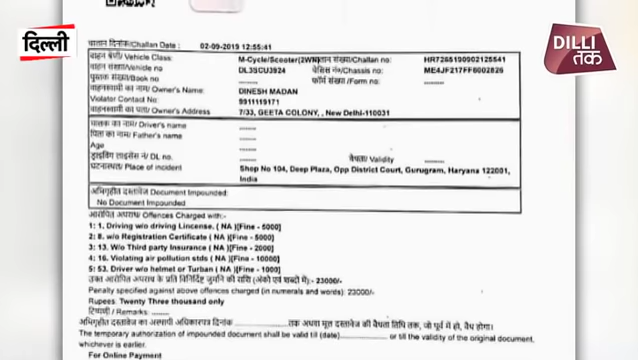 दिल्ली
DILLI तक
चालान दिनांक/Challan Date : 02-09-2019 12:55:41
वाहन श्रेणी/ Vehicle Class: M-Cycle/Scooter(2WN) चालान संख्या/Challan no: HR7265190902125541
वाहन संख्या/Vehicle no DL3SCU3924 चेसिस नं०/Chassis no: ME4JF217FF8002826
पुस्तक संख्या/Book no ------ फॉर्म संख्या /Form no: ------
वाहनस्वामी का नाम/ Owner's Name: DINESH MADAN
Violator Contact No: 9911119171
वाहनस्वामी का पता/ Owner's Address 7/33, GEETA COLONY, , New Delhi-110031
चालक का नाम/ Driver's name ------
पिता का नाम/ Father's name ------
Age ------
ड्राइविंग लाइसेंस नं/ DL no. ------ वैधता/ Validity ------
घटनास्थल/ Place of incident Shop No 104, Deep Plaza, Opp District Court, Gurugram, Haryana 122001,
India
अभिगृहीत दस्तावेज Document Impounded:
No Document Impounded
आरोपित अपराध/ Offences Charged with:-
1: 1. Driving w/o driving Lincense, ( NA )[Fine - 5000]
2: 8. w/o Registration Certificate ( NA )[Fine - 5000]
3: 13. W/o Third party Insurance ( NA )[Fine - 2000]
4: 16. Violating air pollution stds ( NA )[Fine - 10000]
5: 53. Driver w/o helmet or Turban ( NA )[Fine - 1000]
उक्त आरोपित अपराध के प्रति विनिर्दिष्ट जुर्माने की राशि (अंको एवं शब्दों में)- 23000/-
Penalty specified against above offences charged (in numerals and words): 23000/-
Rupees: Twenty Three thousand only
टिप्पणी / Remarks: ------
अभिगृहीत दस्तावेज का अस्थायी अधिकारपत्र दिनांक ..................तक अथवा मूल दस्तावेज की वैधता तिथि तक, जो पूर्व में हो, वैध होगा।
The temporary authorization of impounded document shall be valid till (date)................ or till the validity of the original document,
whichever is earlier.
For Online Payment